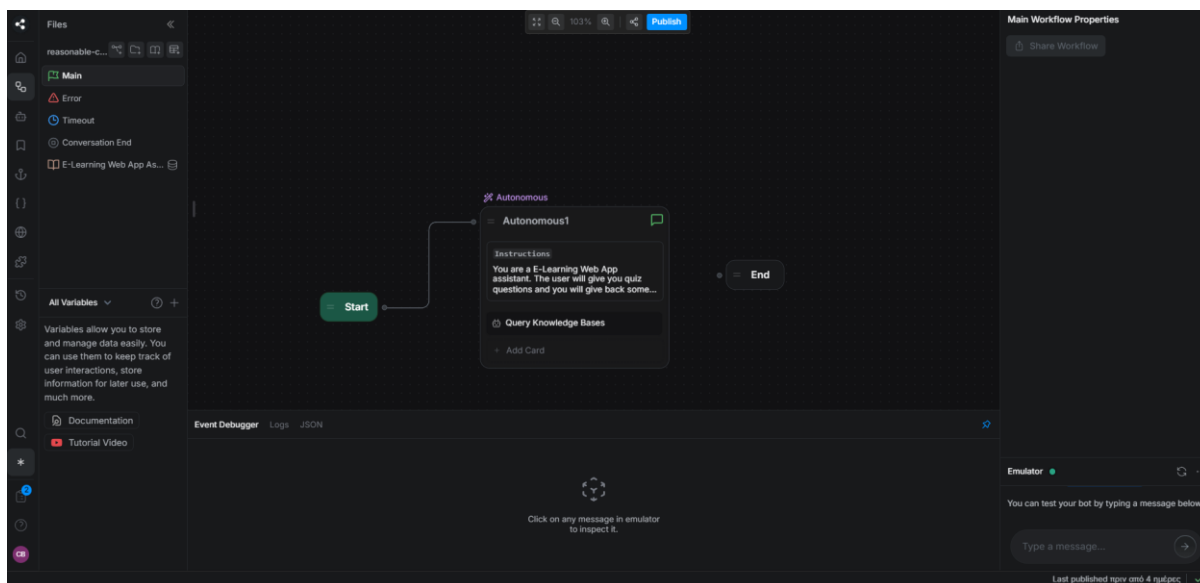 Files
reasonable-c...
Main
Error
Timeout
Conversation End
E-Learning Web App As...
All Variables
Variables allow you to store
and manage data easily. You
can use them to keep track of
user interactions, store
information for later use, and
much more.
Documentation
Tutorial Video
2
CB
103%
Publish
Start
Autonomous
Autonomous1
Instructions
You are a E-Learning Web App
assistant. The user will give you quiz
questions and you will give back some...
Query Knowledge Bases
+ Add Card
End
Event Debugger Logs JSON
Click on any message in emulator
to inspect it.
Main Workflow Properties
Share Workflow
Emulator
You can test your bot by typing a message below
Type a message...
Last published πριν από 4 ημέρες